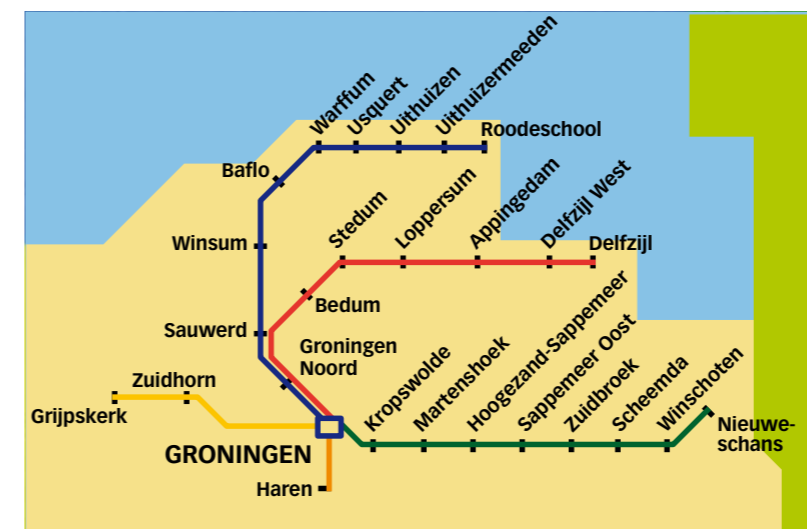 Warffum
Usquert
Uithuizen
Uithuizermeeden
Roodeschool
Baflo
Winsum
Stedum
Loppersum
Appingedam
Delfzijl West
Delfzijl
Bedum
Sauwerd
Groningen
Noord
Zuidhorn
Grijpskerk
GRONINGEN
Haren
Kropswolde
Martenshoek
Hoogezand-Sappemeer
Sappemeer Oost
Zuidbroek
Scheemda
Winschoten
Nieuwe-
schans